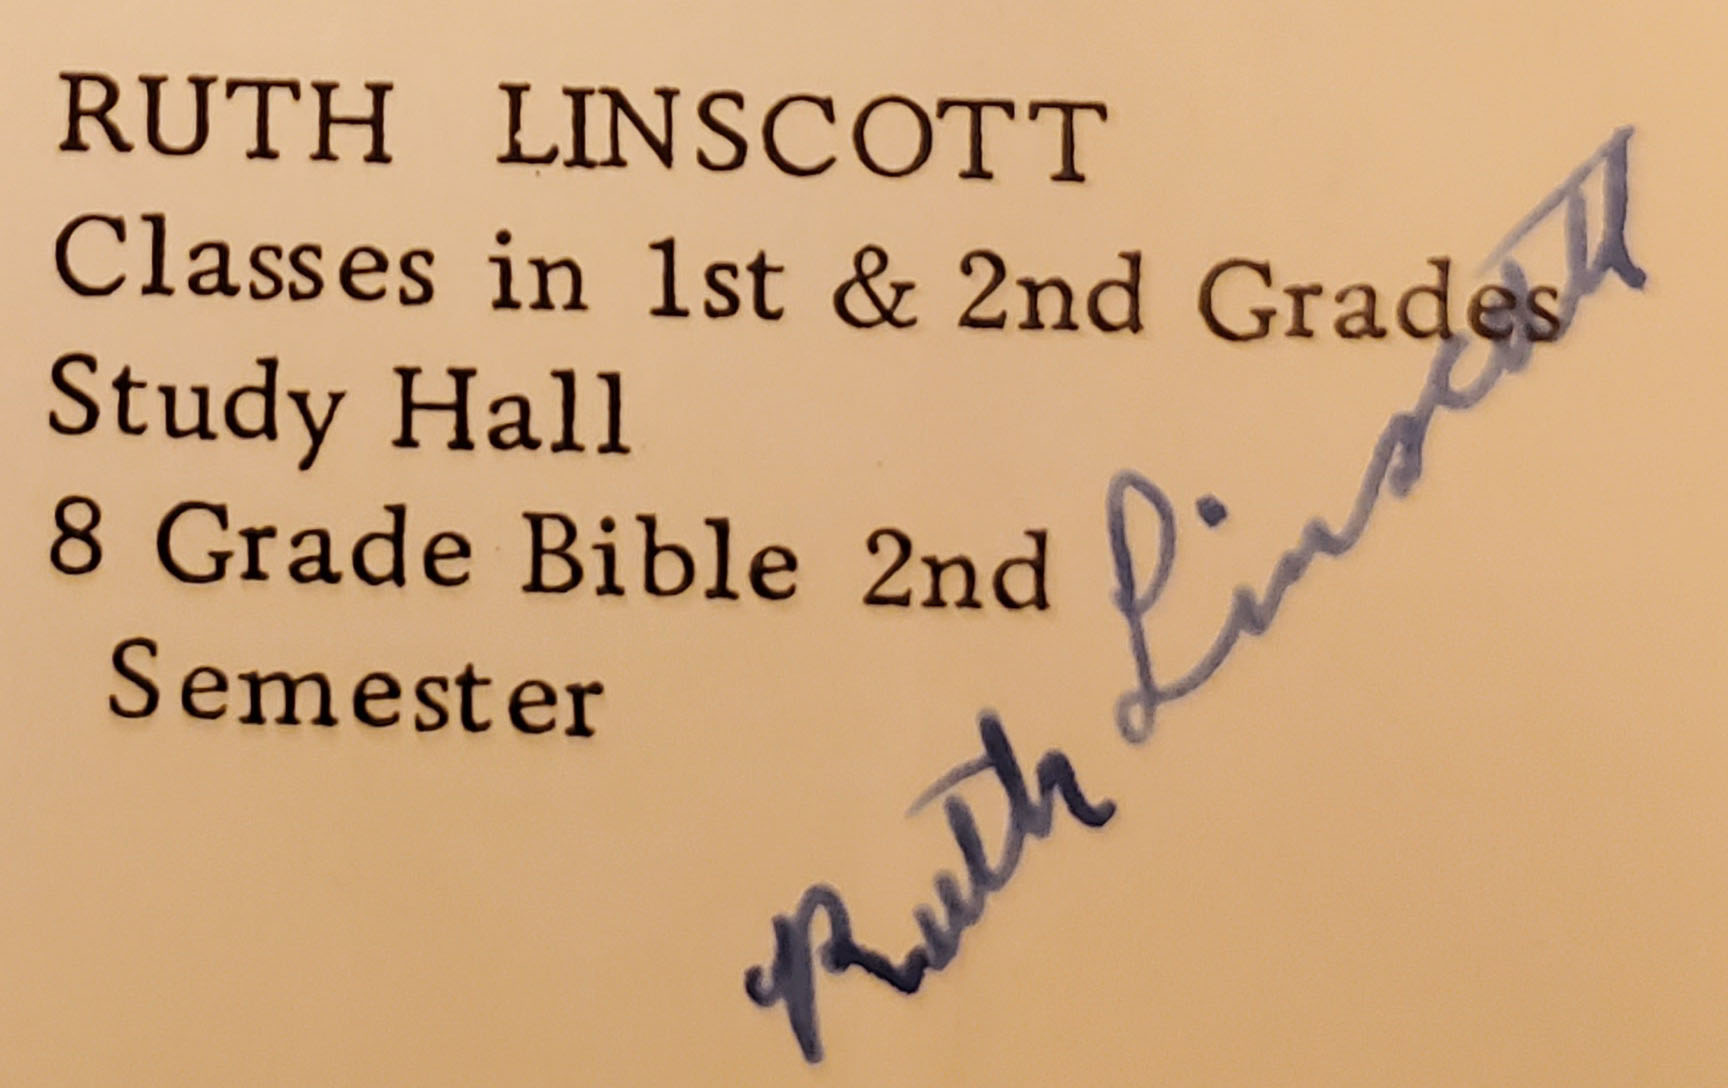 RUTH LINSCOTT
Classes in 1st & 2nd Grades
Study Hall
8 Grade Bible 2nd
Semester
Ruth Linscott